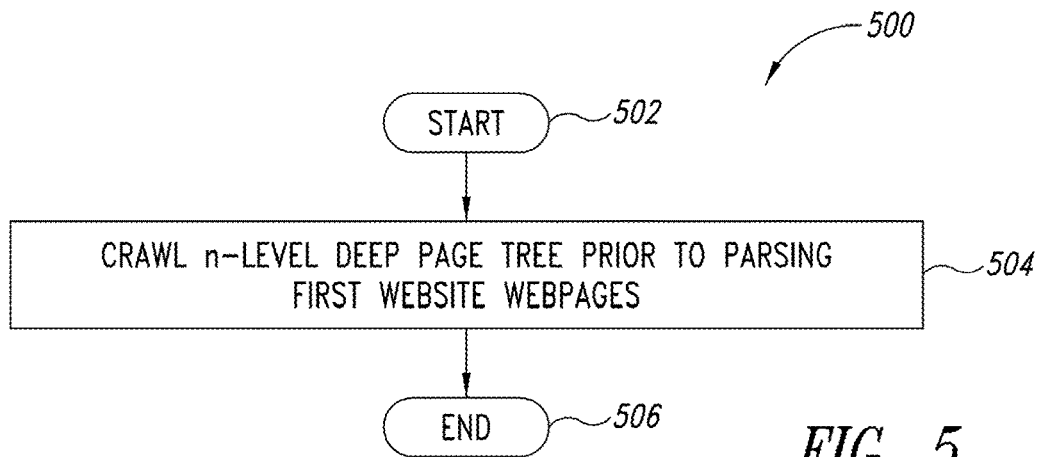 500
START
502
CRAWL n-LEVEL DEEP PAGE TREE PRIOR TO PARSING
FIRST WEBSITE WEBPAGES
504
END
506
FIG. 5